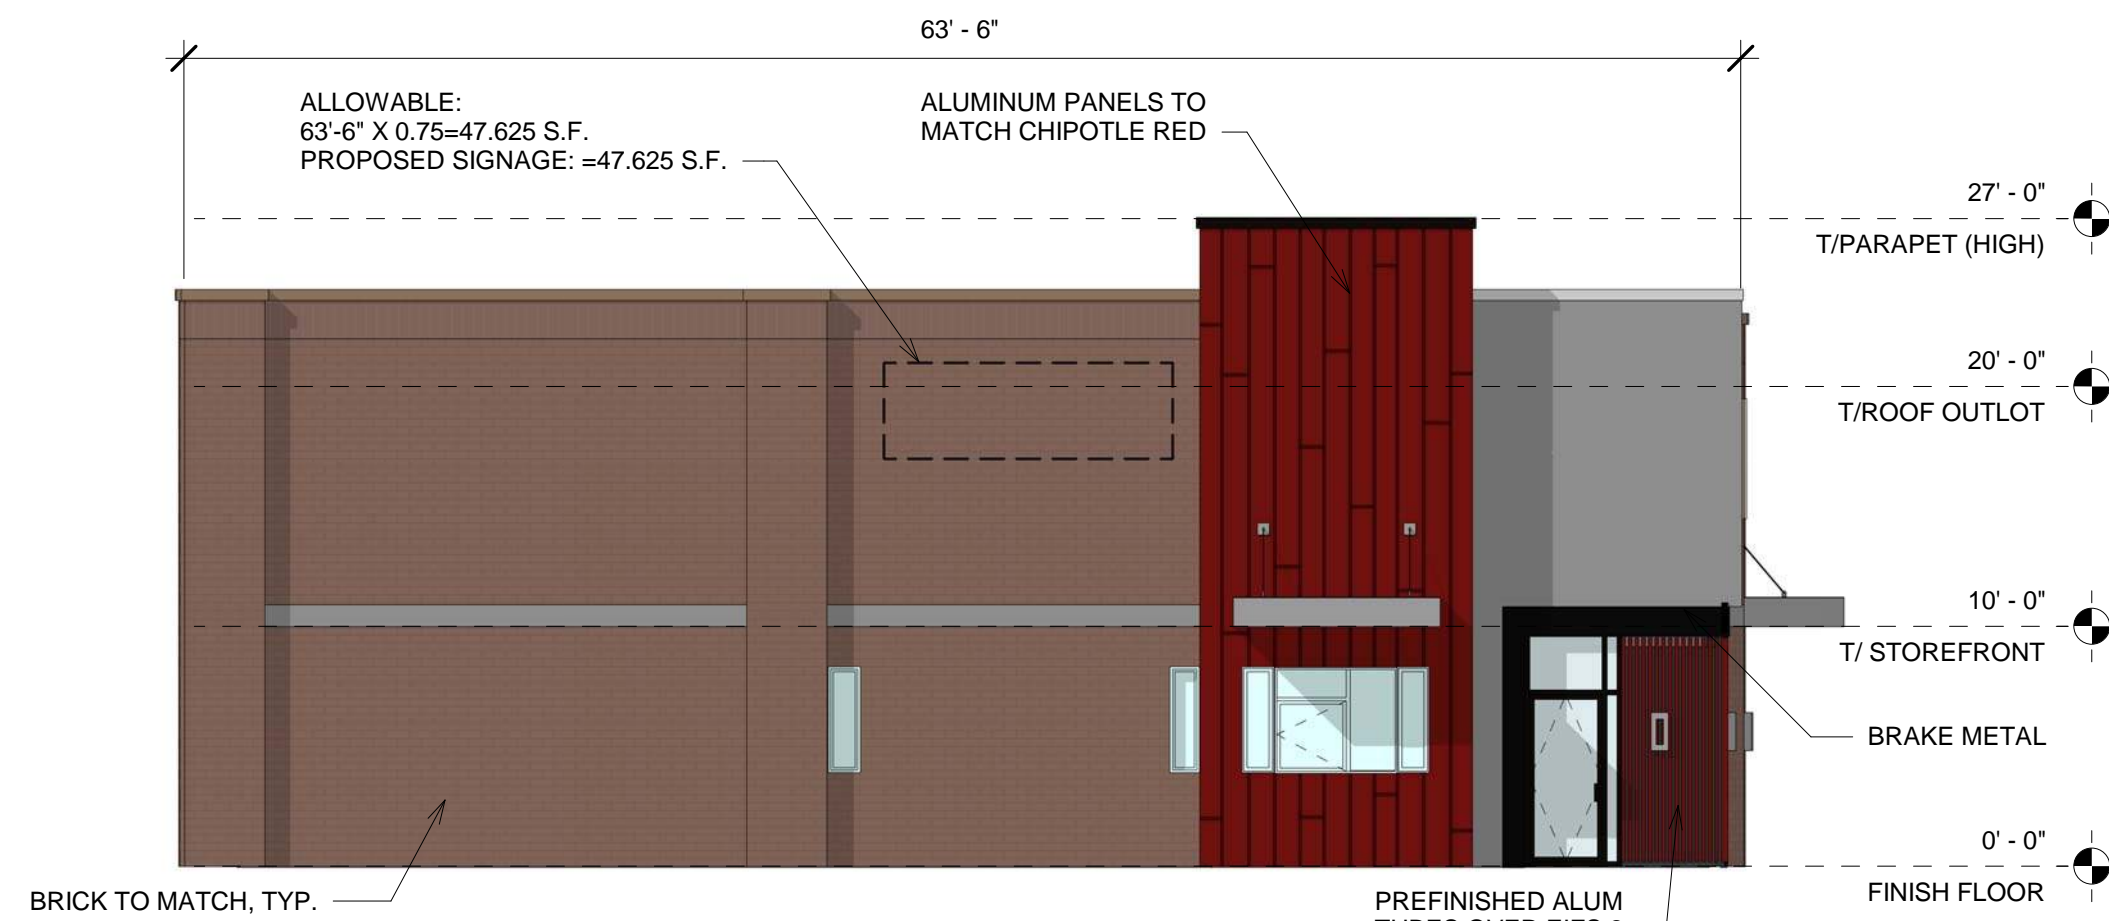 63' - 6"
ALLOWABLE:
63'-6" X 0.75=47.625 S.F.
PROPOSED SIGNAGE: =47.625 S.F.
ALUMINUM PANELS TO
MATCH CHIPOTLE RED
27' - 0"
T/PARAPET (HIGH)
20' - 0"
T/ROOF OUTLOT
10' - 0"
T/ STOREFRONT
BRAKE METAL
0' - 0"
FINISH FLOOR
BRICK TO MATCH, TYP.
PREFINISHED ALUM